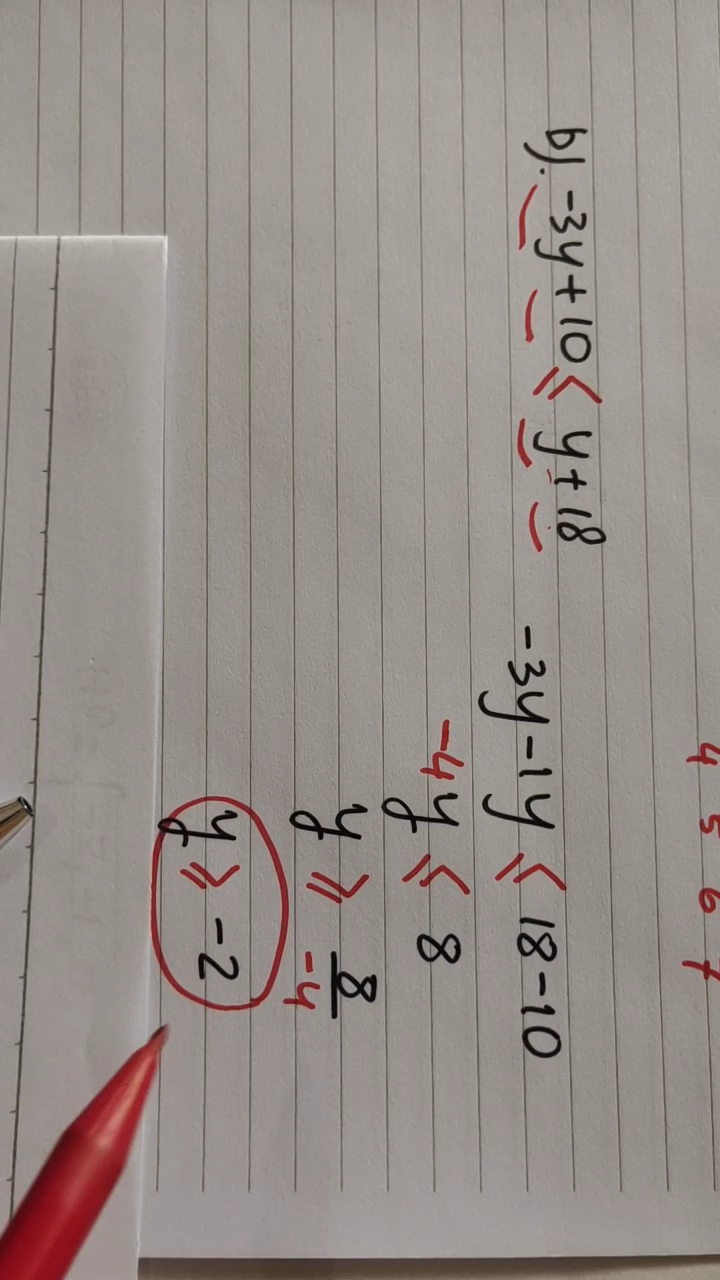 4 5 6 7
b). -3y + 10 ⩽ y + 18
-3y - 1y ⩽ 18 - 10
-4y ⩽ 8
y ⩾ 8/-4
y ⩾ -2